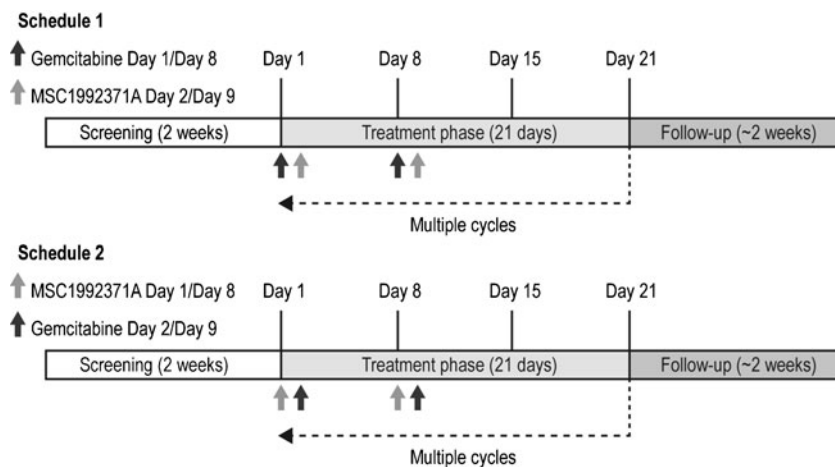 Schedule 1
Gemcitabine Day 1/Day 8 Day 1 Day 8 Day 15 Day 21
MSC1992371A Day 2/Day 9
Screening (2 weeks) Treatment phase (21 days) Follow-up (~2 weeks)
Multiple cycles
Schedule 2
MSC1992371A Day 1/Day 8 Day 1 Day 8 Day 15 Day 21
Gemcitabine Day 2/Day 9
Screening (2 weeks) Treatment phase (21 days) Follow-up (~2 weeks)
Multiple cycles